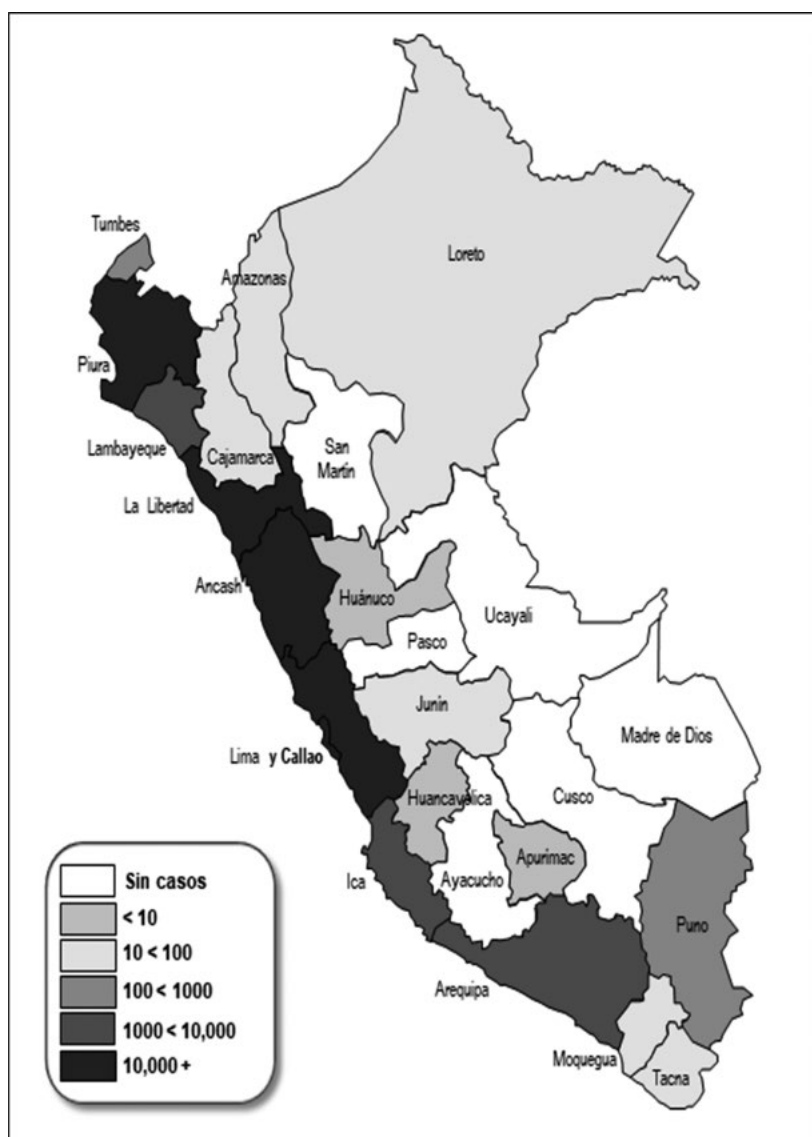 Tumbes
Loreto
Amazonas
Piura
Lambayeque
Cajamarca
San
Martín
La Libertad
Ancash
Huánuco
Ucayali
Pasco
Junín
Madre de Dios
Lima y Callao
Huancavelica
Cusco
Apurímac
Ica
Ayacucho
Puno
Arequipa
Moquegua
Tacna
Sin casos
< 10
10 < 100
100 < 1000
1000 < 10,000
10,000 +